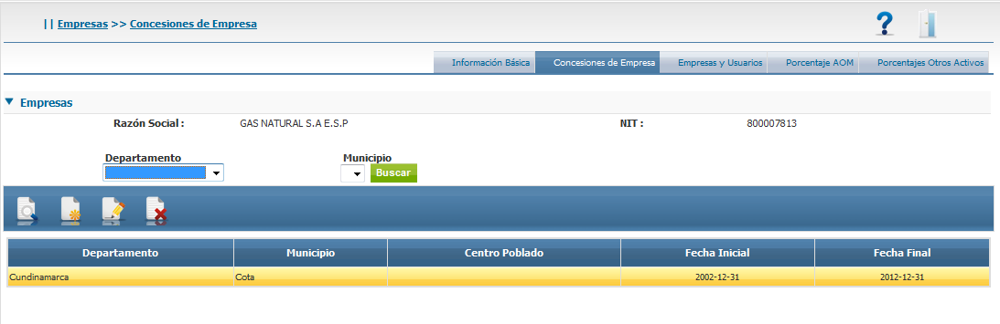 || Empresas >> Concesiones de Empresa
?
Información Básica Concesiones de Empresa Empresas y Usuarios Porcentaje AOM Porcentajes Otros Activos
Empresas
Razón Social : GAS NATURAL S.A E.S.P NIT : 800007813
Departamento Municipio
Buscar
Departamento Municipio Centro Poblado Fecha Inicial Fecha Final
Cundinamarca Cota 2002-12-31 2012-12-31